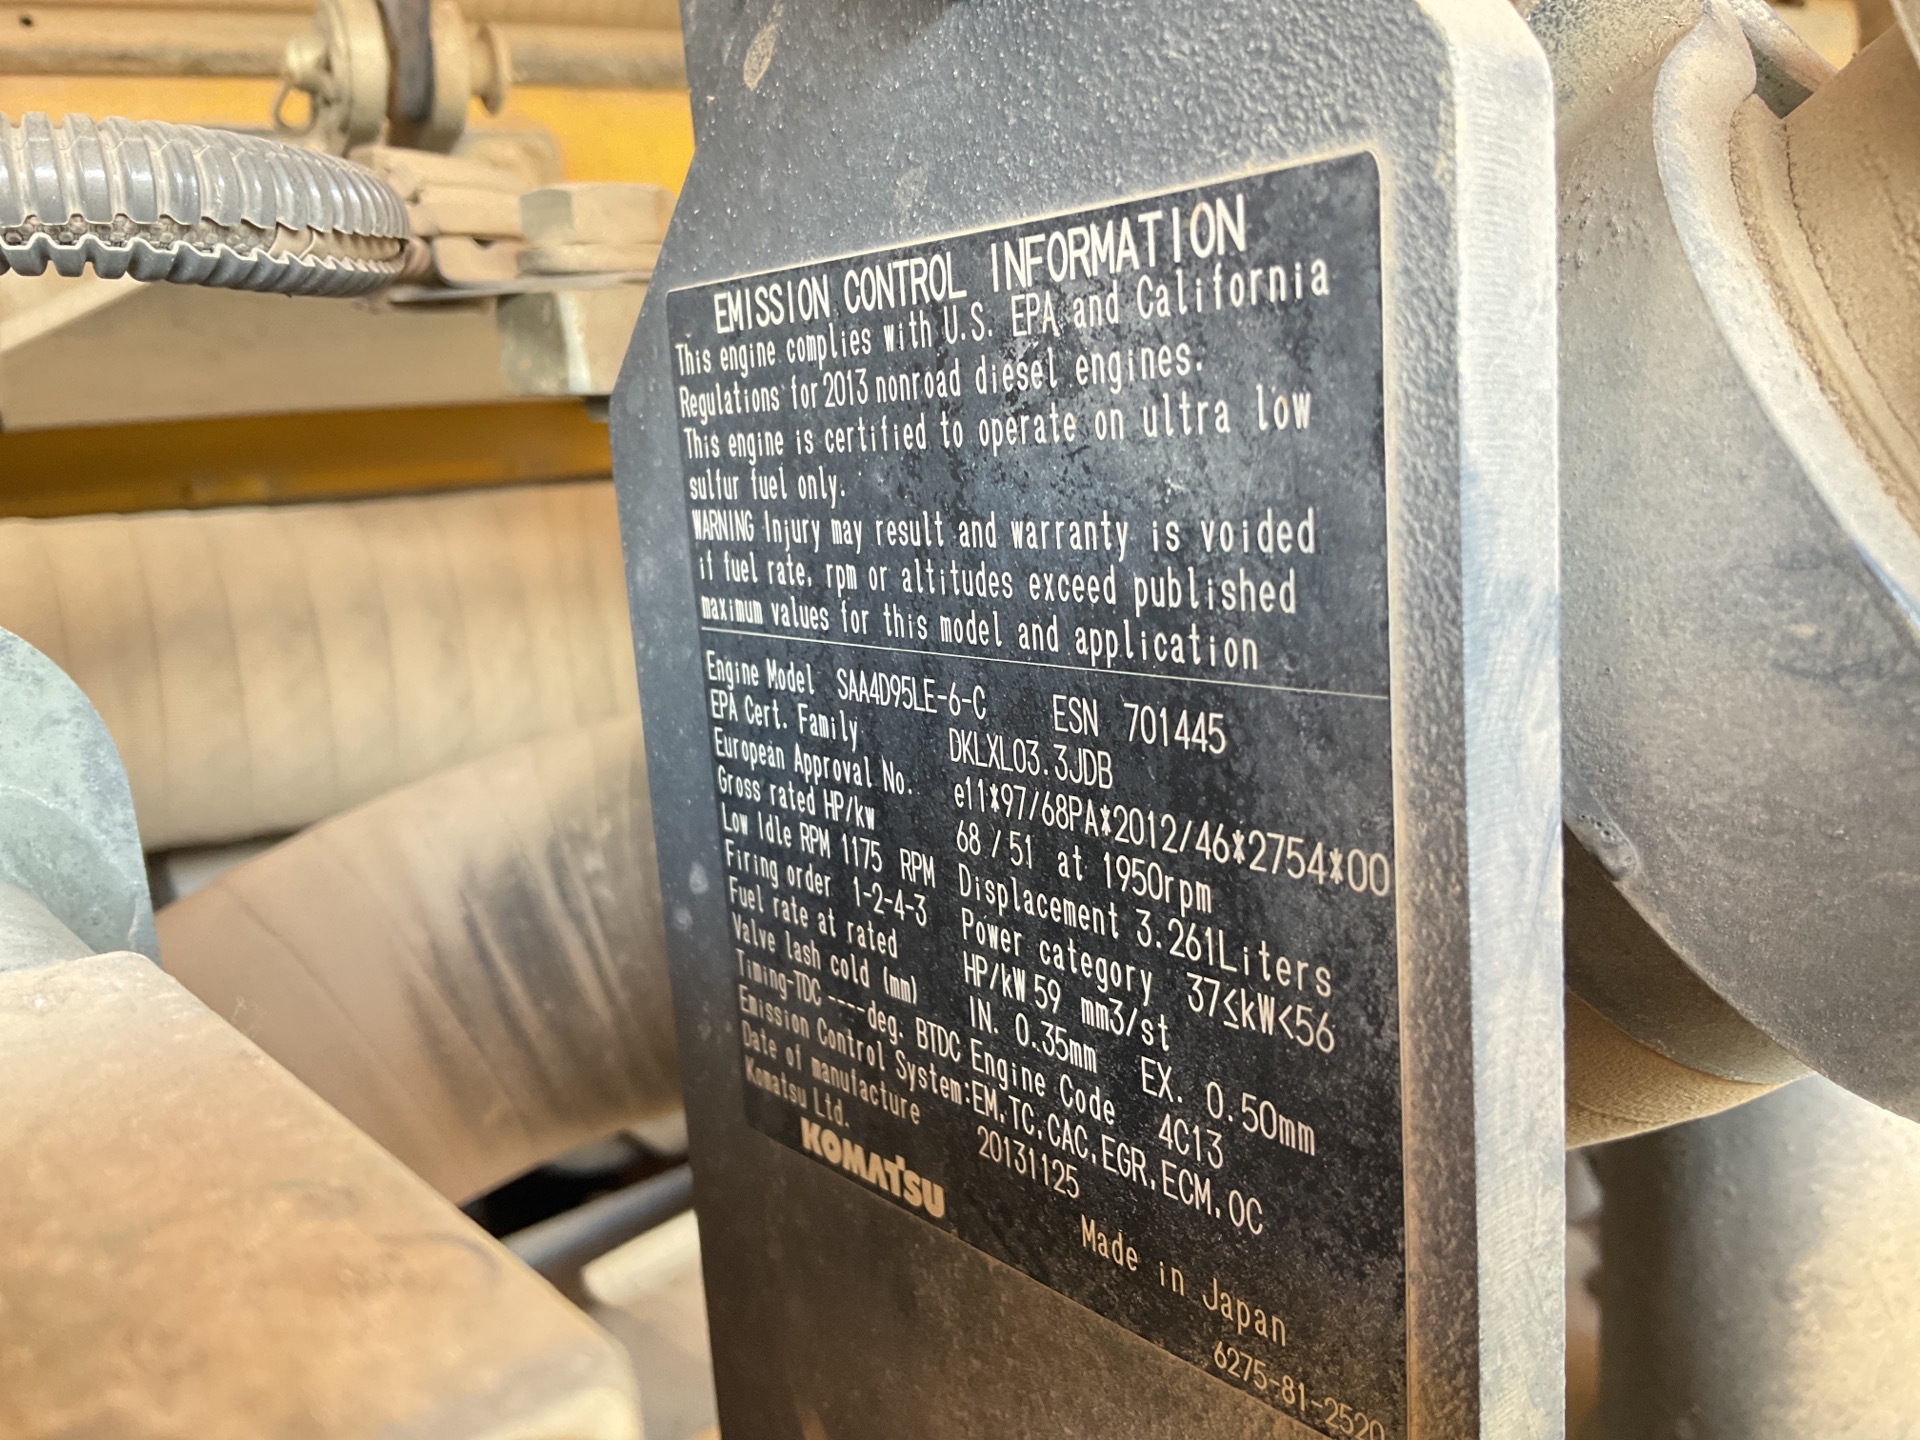 EMISSION CONTROL INFORMATION
This engine complies with U.S. EPA and California
Regulations for 2013 nonroad diesel engines.
This engine is certified to operate on ultra low
sulfur fuel only.
WARNING Injury may result and warranty is voided
if fuel rate, rpm or altitudes exceed published
maximum values for this model and application
Engine Model SAA4D95LE-6-C ESN 701445
EPA Cert. Family DKLXL03.3JDB
European Approval No. e11*97/68PA*2012/46*2754*00
Gross rated HP/kw 68/51 at 1950rpm
Low Idle RPM 1175 RPM Displacement 3.261Liters
Firing order 1-2-4-3 Power category 37≤kW<56
Fuel rate at rated HP/kW 59 mm3/st
Valve lash cold (mm) IN. 0.35mm EX. 0.50mm
Timing-TDC ----deg. BTDC Engine Code 4C13
Emission Control System:EM,TC,CAC,EGR,ECM,OC
Date of manufacture 20131125
Komatsu Ltd.
KOMATSU Made in Japan
6275-81-2520